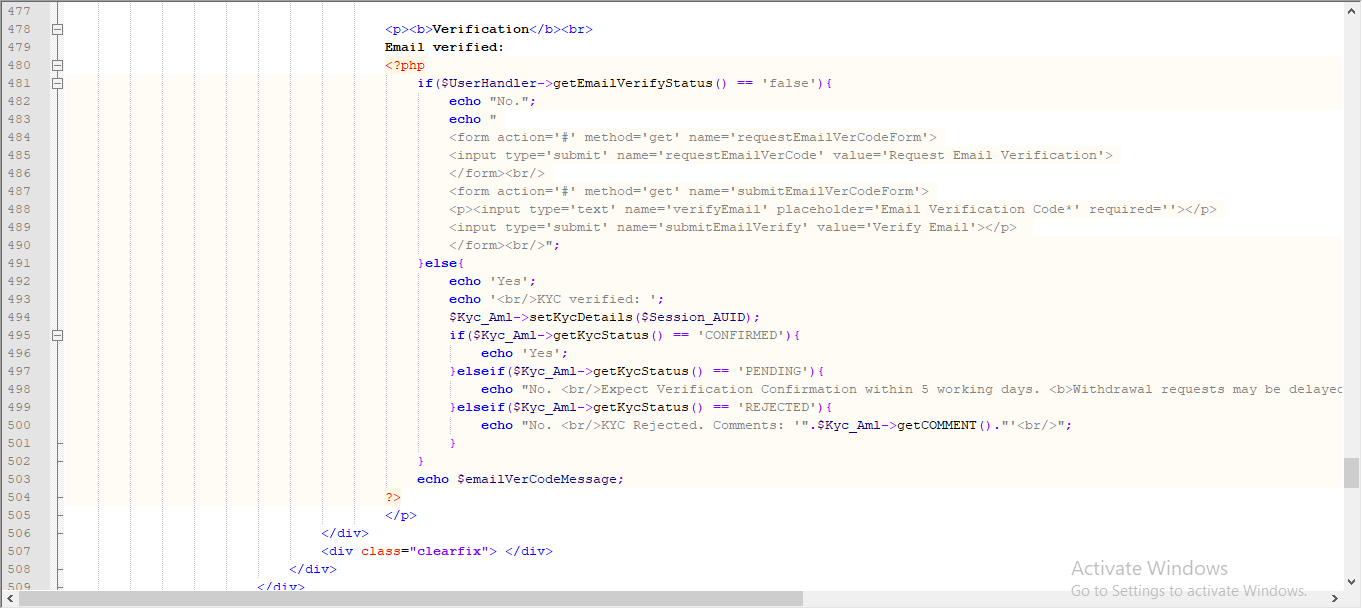 477
478 <p><b>Verification</b><br>
479 Email verified:
480 <?php
481 if($UserHandler->getEmailVerifyStatus() == 'false'){
482 echo "No.";
483 echo "
484 <form action='#' method='get' name='requestEmailVerCodeForm'>
485 <input type='submit' name='requestEmailVerCode' value='Request Email Verification'>
486 </form><br/>
487 <form action='#' method='get' name='submitEmailVerCodeForm'>
488 <p><input type='text' name='verifyEmail' placeholder='Email Verification Code*' required=''></p>
489 <input type='submit' name='submitEmailVerify' value='Verify Email'></p>
490 </form><br/>";
491 }else{
492 echo 'Yes';
493 echo '<br/>KYC verified: ';
494 $Kyc_Aml->setKycDetails($Session_AUID);
495 if($Kyc_Aml->getKycStatus() == 'CONFIRMED'){
496 echo 'Yes';
497 }elseif($Kyc_Aml->getKycStatus() == 'PENDING'){
498 echo "No. <br/>Expect Verification Confirmation within 5 working days. <b>Withdrawal requests may be delayed
499 }elseif($Kyc_Aml->getKycStatus() == 'REJECTED'){
500 echo "No. <br/>KYC Rejected. Comments: '".$Kyc_Aml->getCOMMENT()."'<br/>";
501 }
502 }
503 echo $emailVerCodeMessage;
504 ?>
505 </p>
506 </div>
507 <div class="clearfix"> </div>
508 </div>
509 </div>
Activate Windows
Go to Settings to activate Windows.